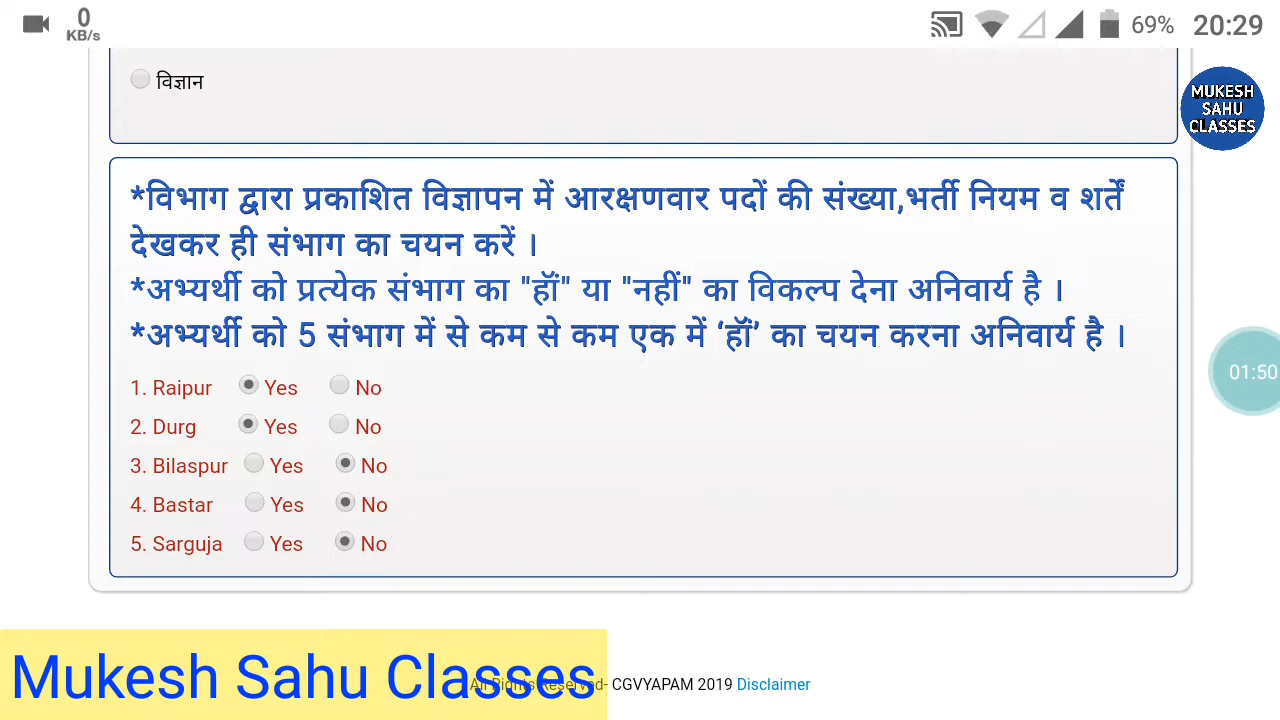 0
KB/s
69%
20:29
विज्ञान
MUKESH
SAHU
CLASSES
*विभाग द्वारा प्रकाशित विज्ञापन में आरक्षणवार पदों की संख्या,भर्ती नियम व शर्तें
देखकर ही संभाग का चयन करें ।
*अभ्यर्थी को प्रत्येक संभाग का "हॉं" या "नहीं" का विकल्प देना अनिवार्य है ।
*अभ्यर्थी को 5 संभाग में से कम से कम एक में ‘हॉं’ का चयन करना अनिवार्य है ।
1. Raipur Yes No
01:50
2. Durg Yes No
3. Bilaspur Yes No
4. Bastar Yes No
5. Sarguja Yes No
Mukesh Sahu Classes
All Rights Reserved- CGVYAPAM 2019 Disclaimer